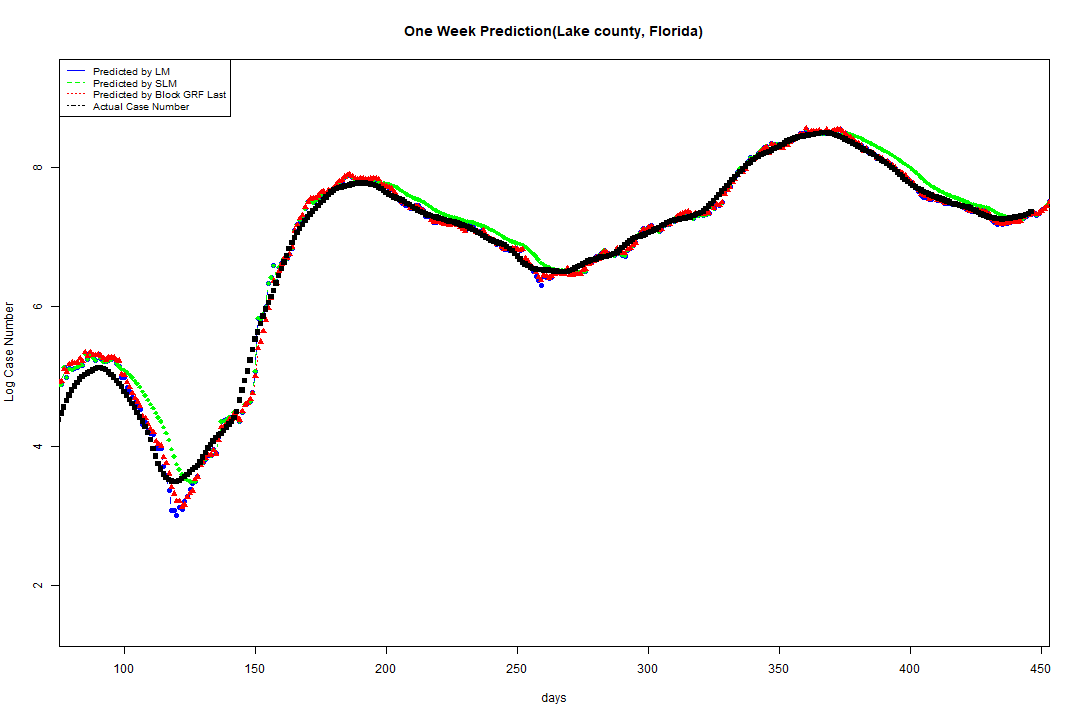 One Week Prediction(Lake county, Florida)
Predicted by LM
Predicted by SLM
Predicted by Block GRF Last
Actual Case Number
8
6
4
2
Log Case Number
100 150 200 250 300 350 400 450
days